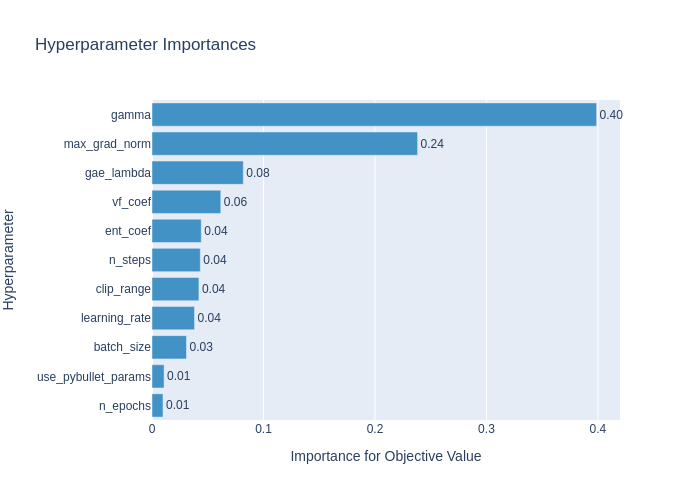 Hyperparameter Importances
gamma 0.40
max_grad_norm 0.24
gae_lambda 0.08
vf_coef 0.06
ent_coef 0.04
n_steps 0.04
clip_range 0.04
learning_rate 0.04
batch_size 0.03
use_pybullet_params 0.01
n_epochs 0.01
0 0.1 0.2 0.3 0.4
Importance for Objective Value
Hyperparameter